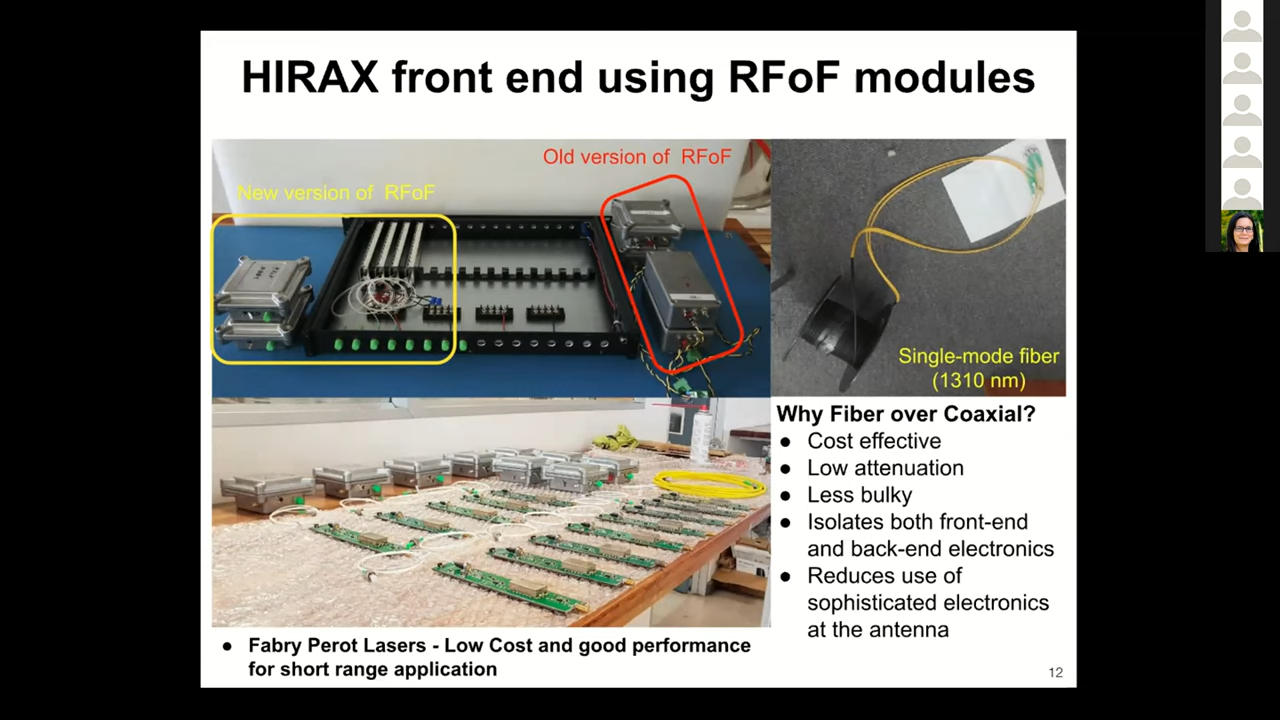 HIRAX front end using RFoF modules
Old version of RFoF
New version of RFoF
Single-mode fiber
(1310 nm)
Why Fiber over Coaxial?
● Cost effective
● Low attenuation
● Less bulky
● Isolates both front-end
and back-end electronics
● Reduces use of
sophisticated electronics
at the antenna
● Fabry Perot Lasers - Low Cost and good performance
for short range application
12